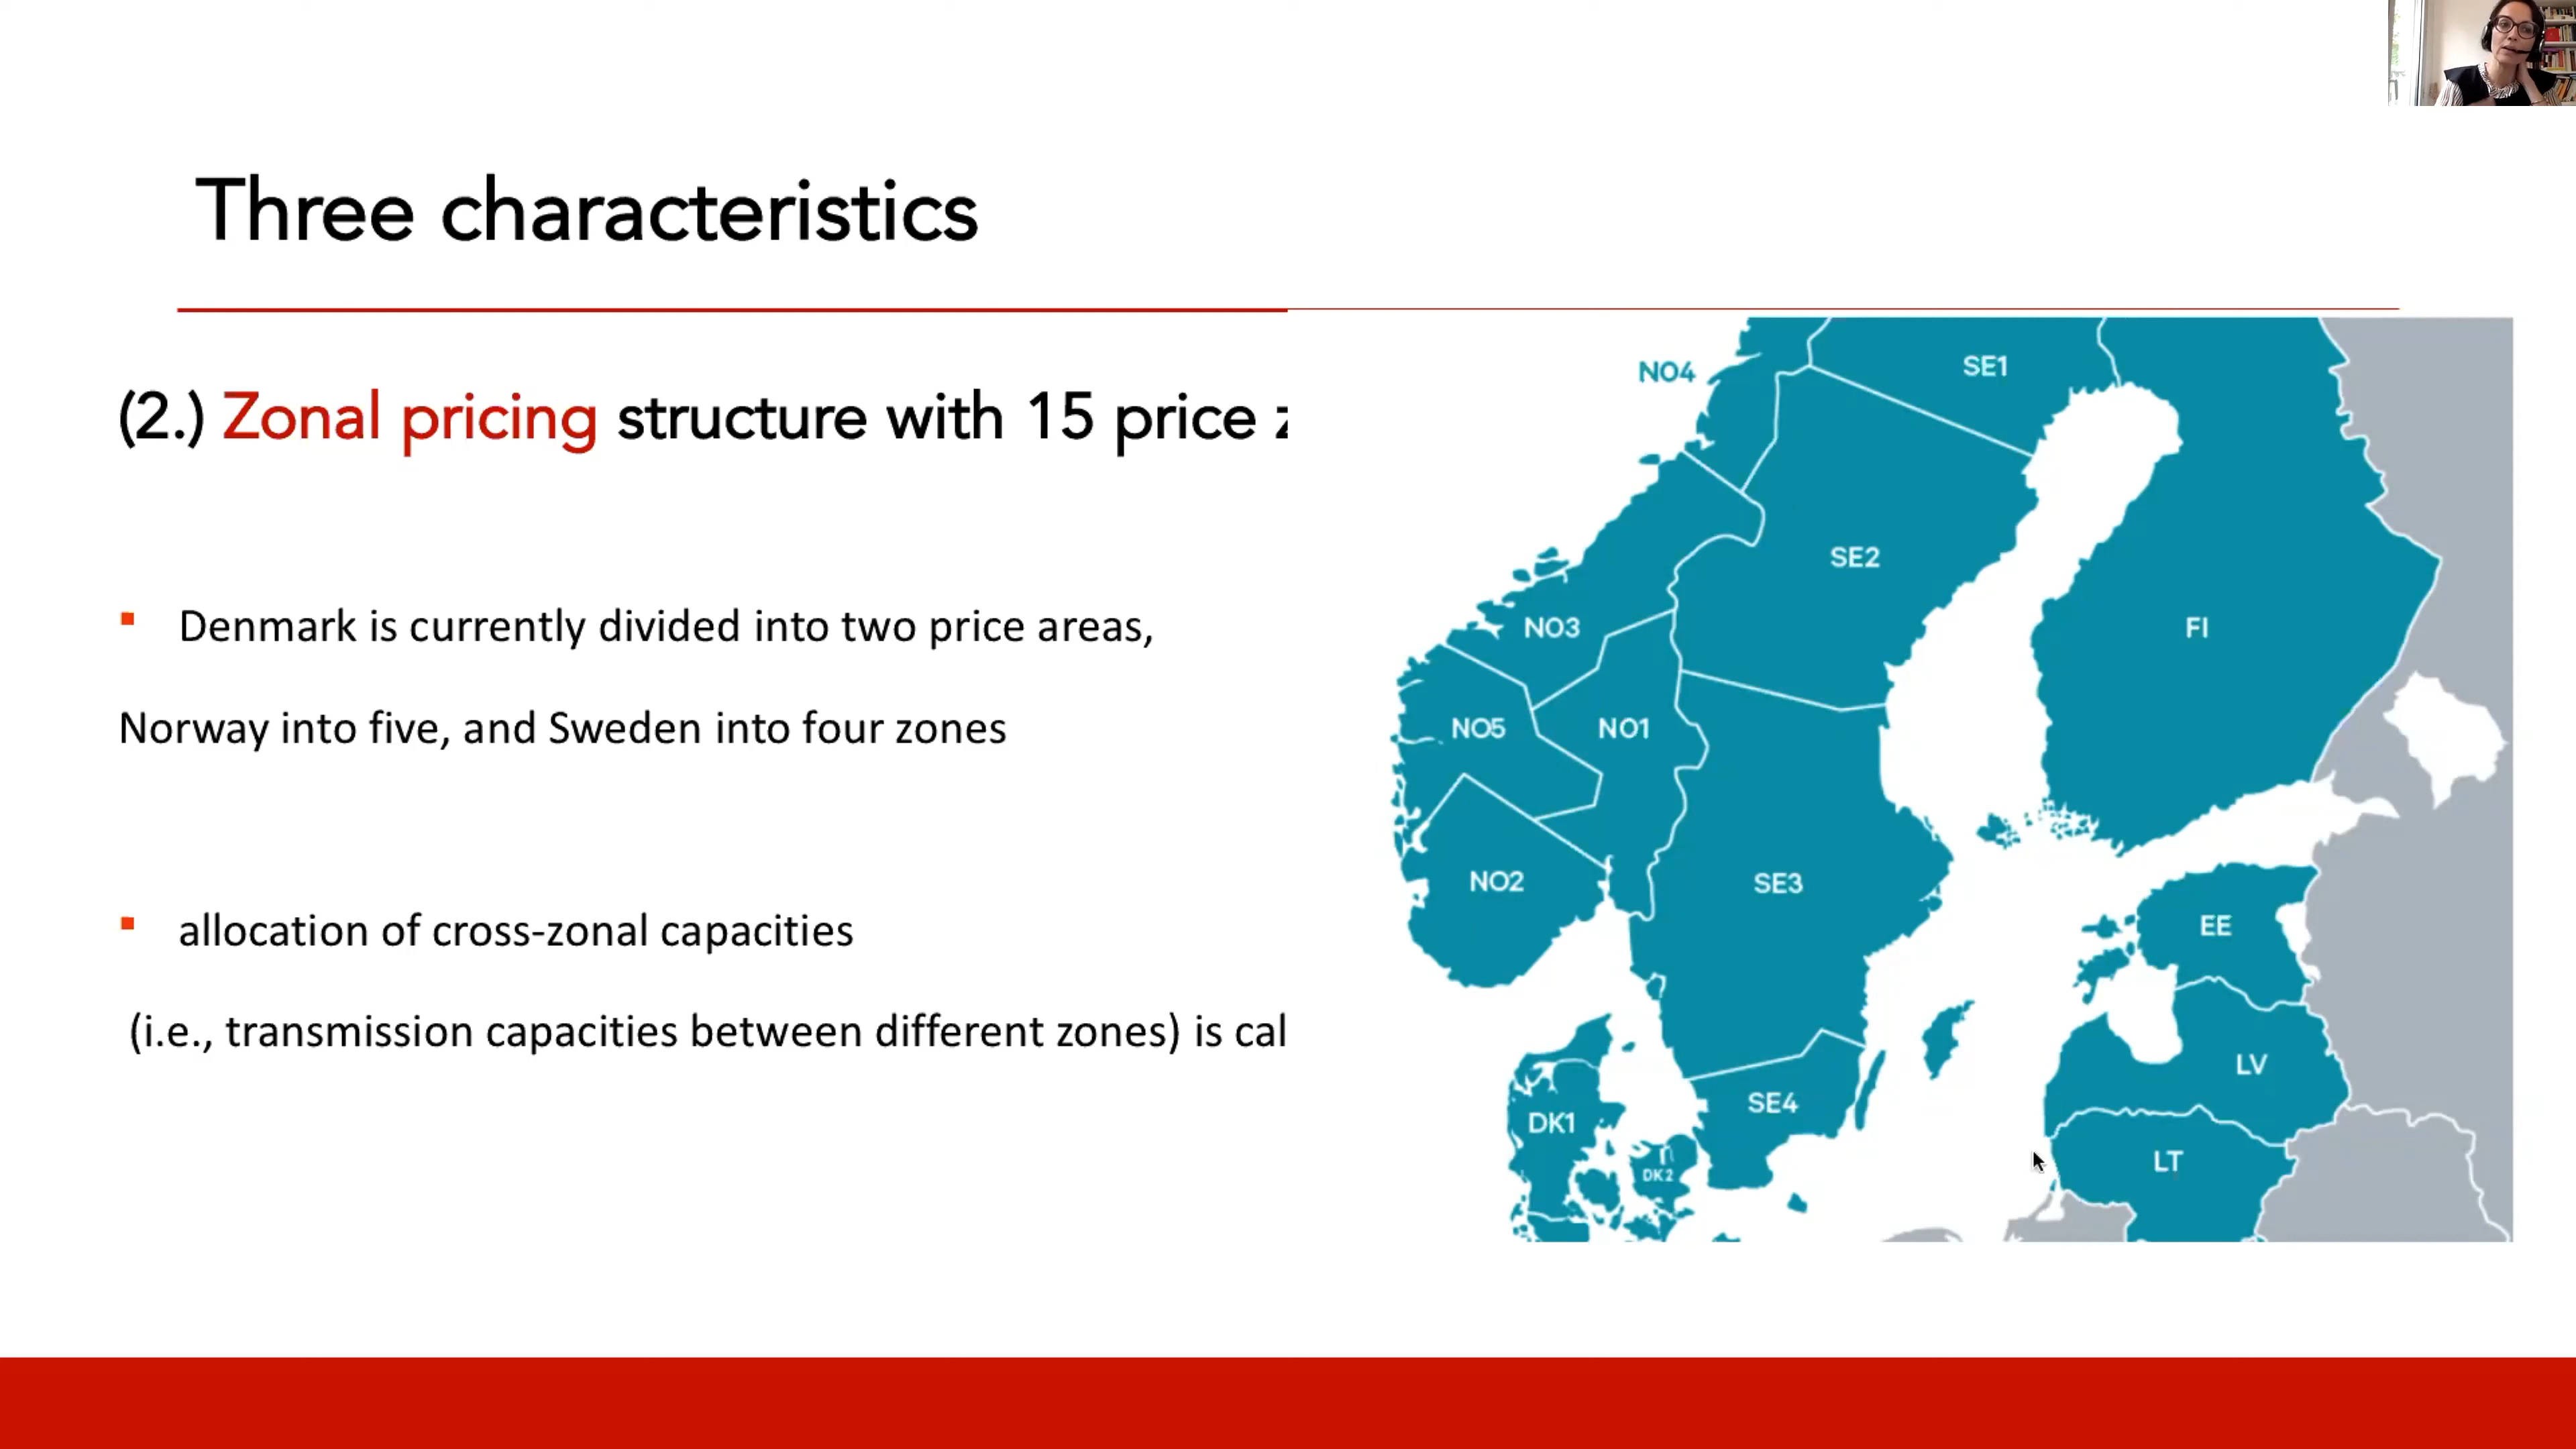 Three characteristics
(2.) Zonal pricing structure with 15 price
Denmark is currently divided into two price areas,
Norway into five, and Sweden into four zones
allocation of cross-zonal capacities
(i.e., transmission capacities between different zones) is cal
NO4
SE1
SE2
NO3
FI
NO5
NO1
NO2
SE3
EE
LV
SE4
DK1
LT
DK2